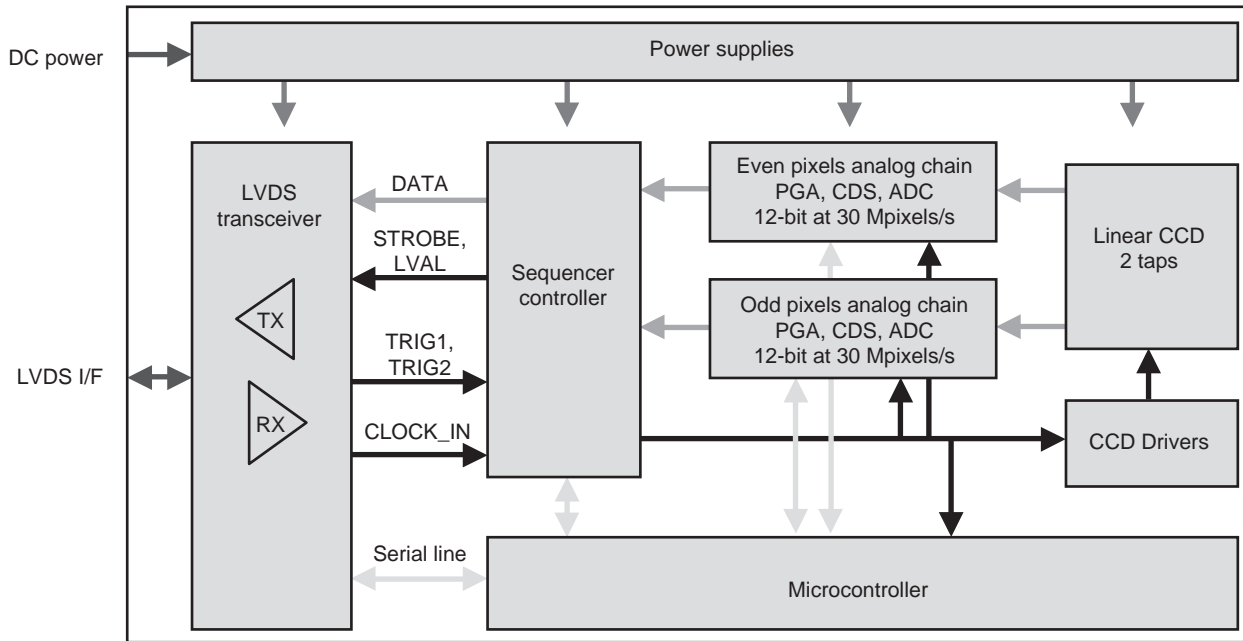 DC power
Power supplies
LVDS
transceiver
DATA
STROBE,
LVAL
TX
TRIG1,
TRIG2
RX
CLOCK_IN
LVDS I/F
Sequencer
controller
Even pixels analog chain
PGA, CDS, ADC
12-bit at 30 Mpixels/s
Odd pixels analog chain
PGA, CDS, ADC
12-bit at 30 Mpixels/s
Linear CCD
2 taps
CCD Drivers
Serial line
Microcontroller